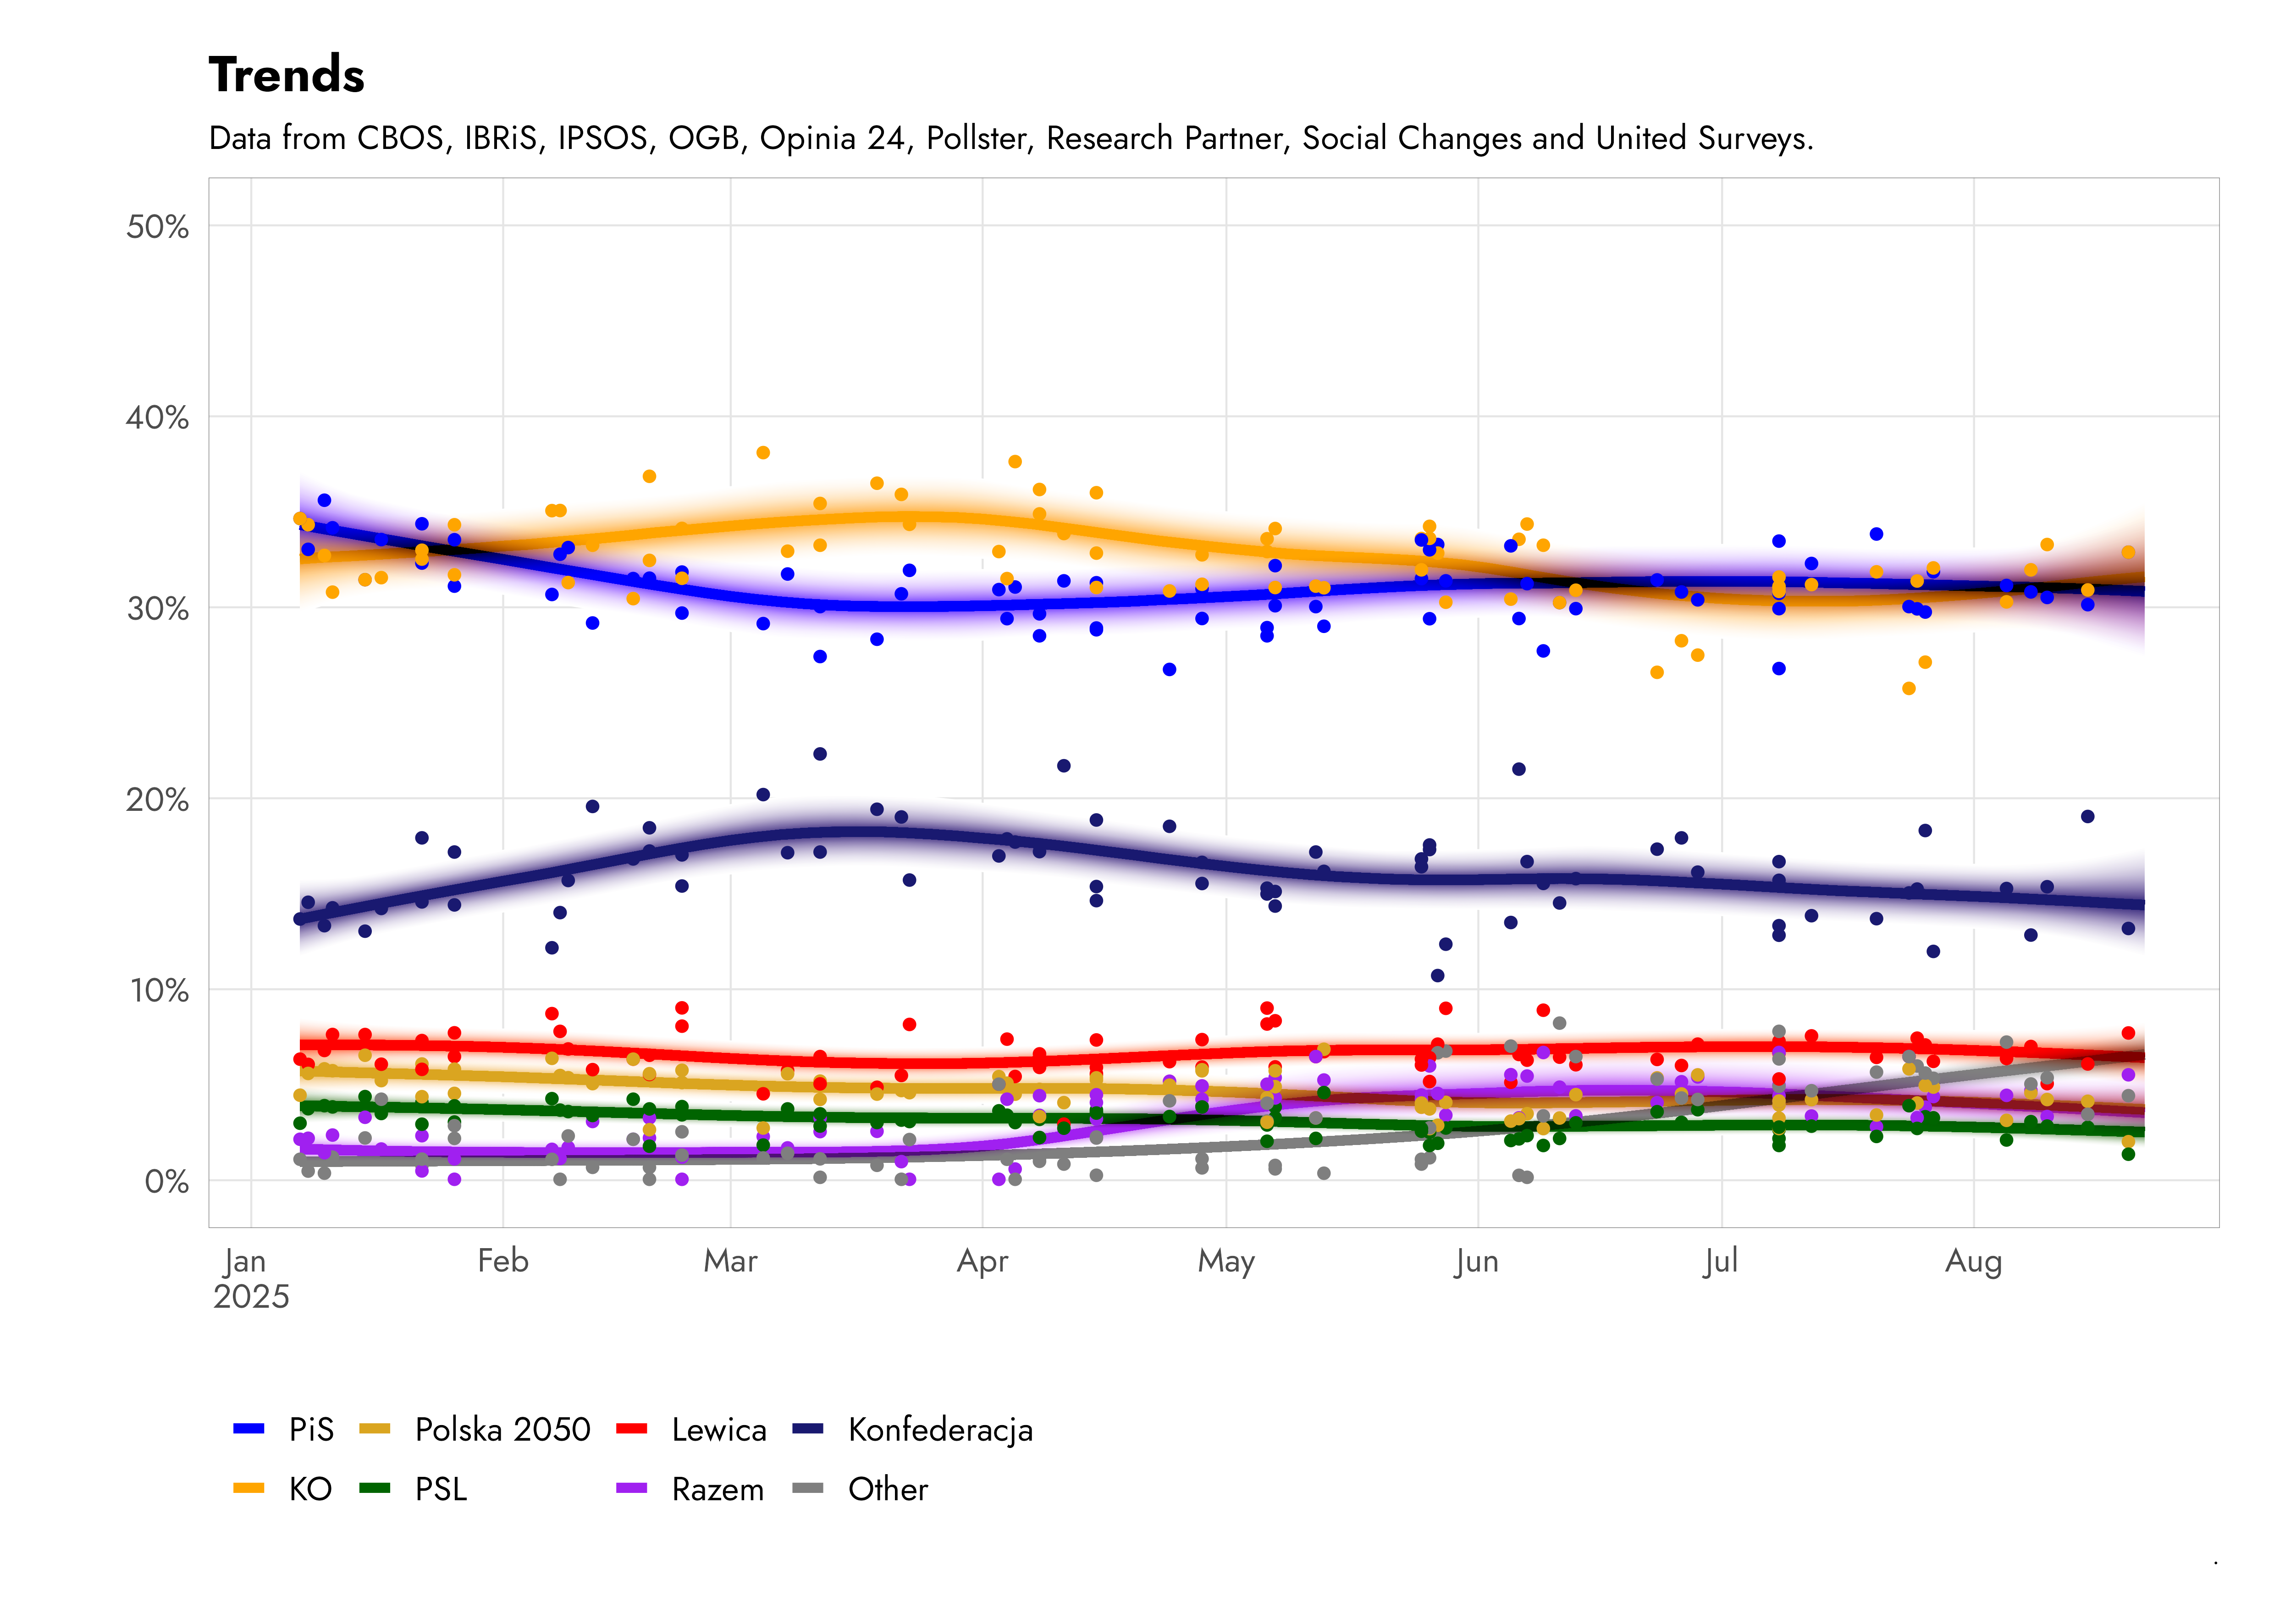 Trends
Data from CBOS, IBRiS, IPSOS, OGB, Opinia 24, Pollster, Research Partner, Social Changes and United Surveys.
50%
40%
30%
20%
10%
0%
Jan Feb Mar Apr May Jun Jul Aug
2025
PiS Polska 2050 Lewica Konfederacja
KO PSL Razem Other
.